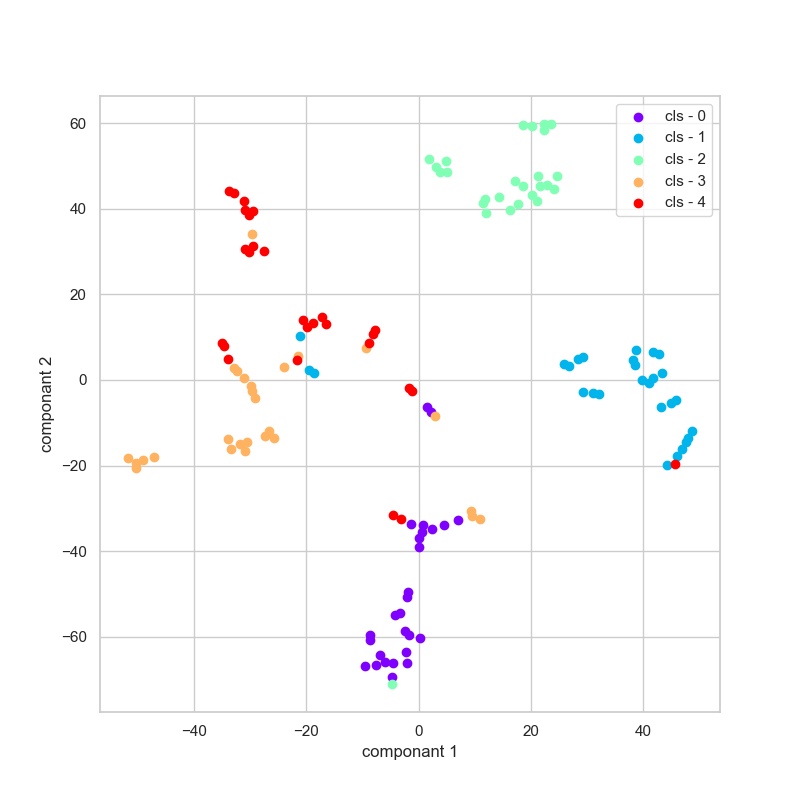 cls - 0
cls - 1
cls - 2
cls - 3
cls - 4
60
40
20
0
−20
−40
−60
−40
−20
0
20
40
componant 1
componant 2